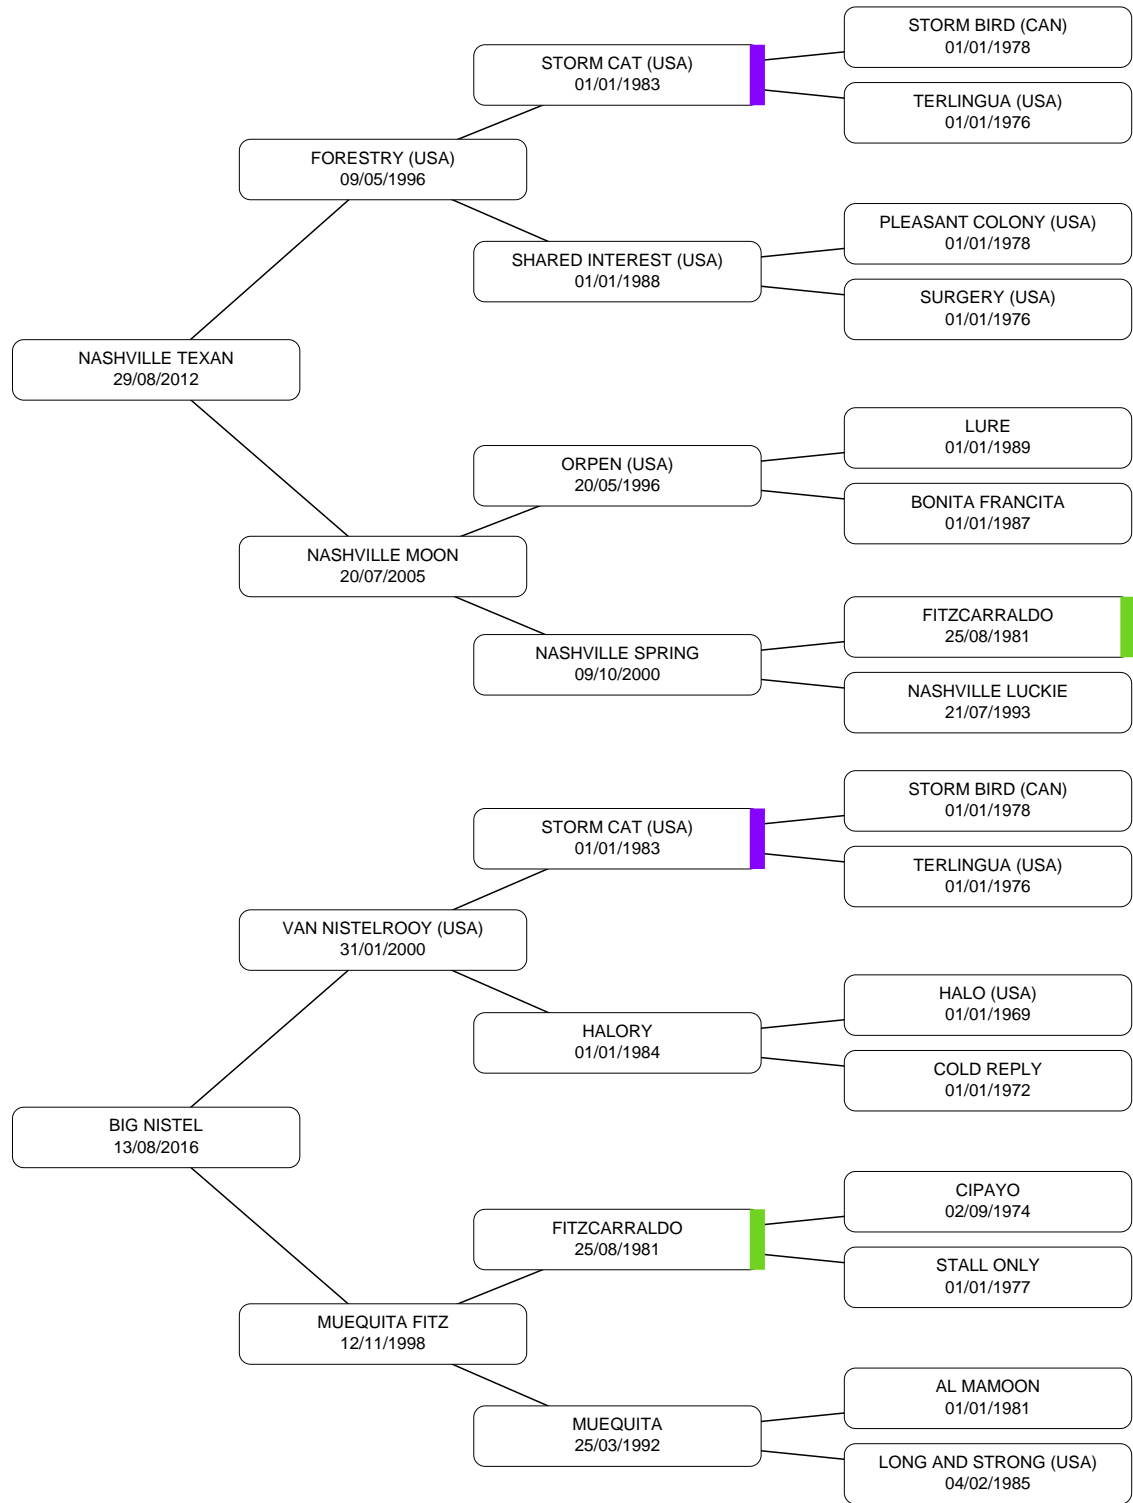 STORM BIRD (CAN)
01/01/1978
STORM CAT (USA)
01/01/1983
TERLINGUA (USA)
01/01/1976
FORESTRY (USA)
09/05/1996
PLEASANT COLONY (USA)
01/01/1978
SHARED INTEREST (USA)
01/01/1988
SURGERY (USA)
01/01/1976
NASHVILLE TEXAN
29/08/2012
LURE
01/01/1989
ORPEN (USA)
20/05/1996
BONITA FRANCITA
01/01/1987
NASHVILLE MOON
20/07/2005
FITZCARRALDO
25/08/1981
NASHVILLE SPRING
09/10/2000
NASHVILLE LUCKIE
21/07/1993
STORM BIRD (CAN)
01/01/1978
STORM CAT (USA)
01/01/1983
TERLINGUA (USA)
01/01/1976
VAN NISTELROOY (USA)
31/01/2000
HALO (USA)
01/01/1969
HALORY
01/01/1984
COLD REPLY
01/01/1972
BIG NISTEL
13/08/2016
CIPAYO
02/09/1974
FITZCARRALDO
25/08/1981
STALL ONLY
01/01/1977
MUEQUITA FITZ
12/11/1998
AL MAMOON
01/01/1981
MUEQUITA
25/03/1992
LONG AND STRONG (USA)
04/02/1985